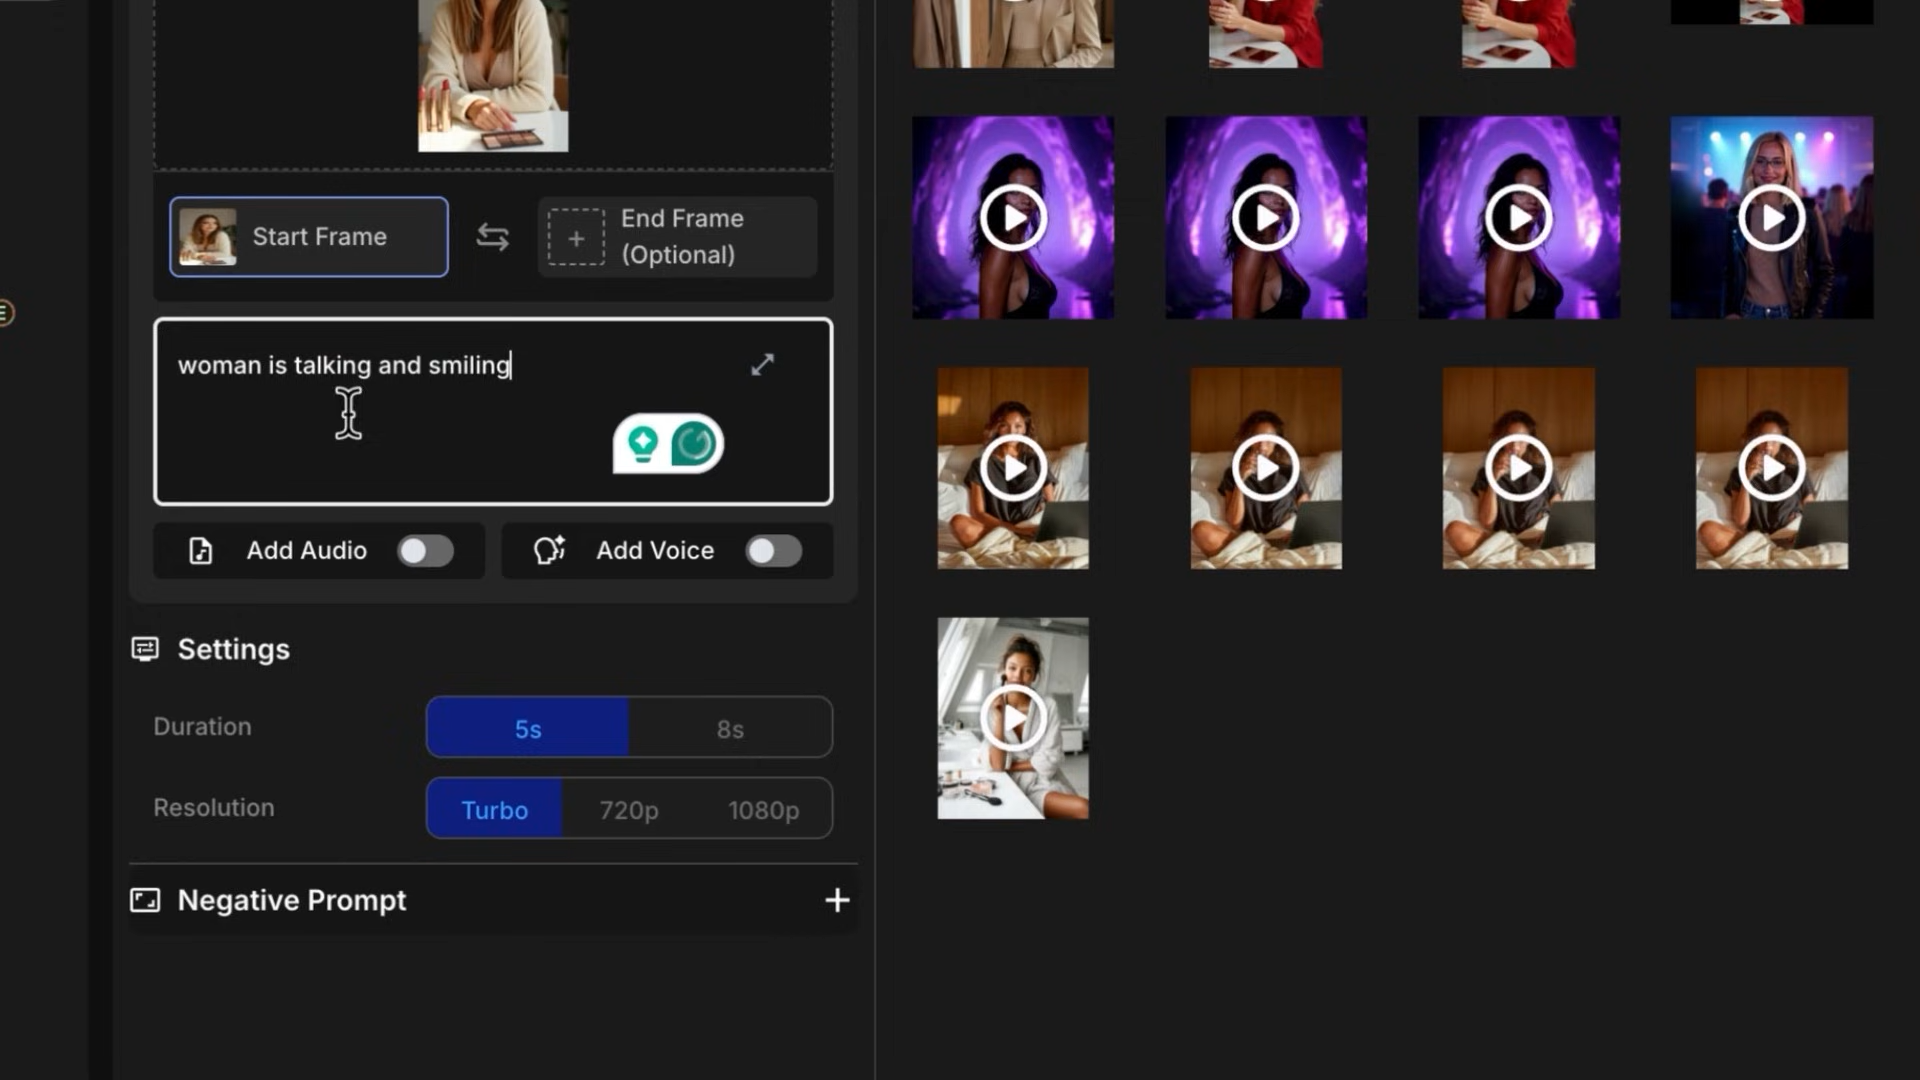 Start Frame
End Frame
(Optional)
woman is talking and smiling
Add Audio
Add Voice
Settings
Duration
5s
8s
Resolution
Turbo
720p
1080p
Negative Prompt